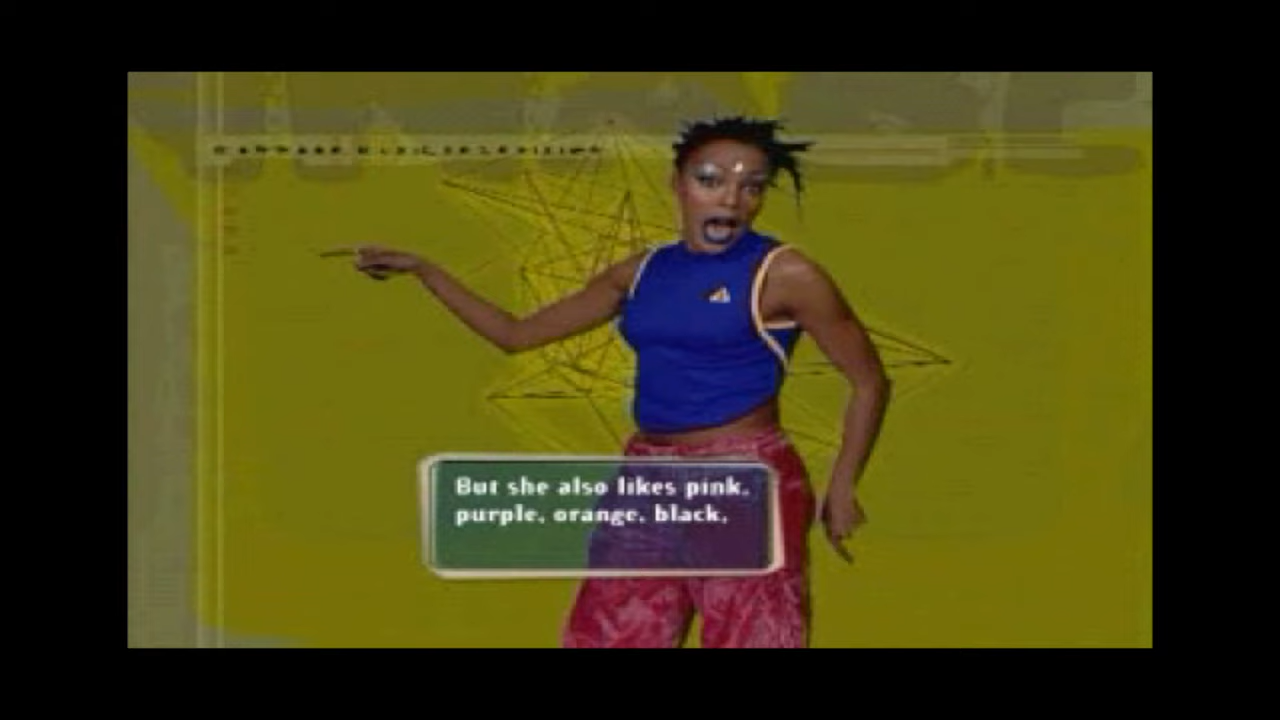 But she also likes pink,
purple, orange, black,